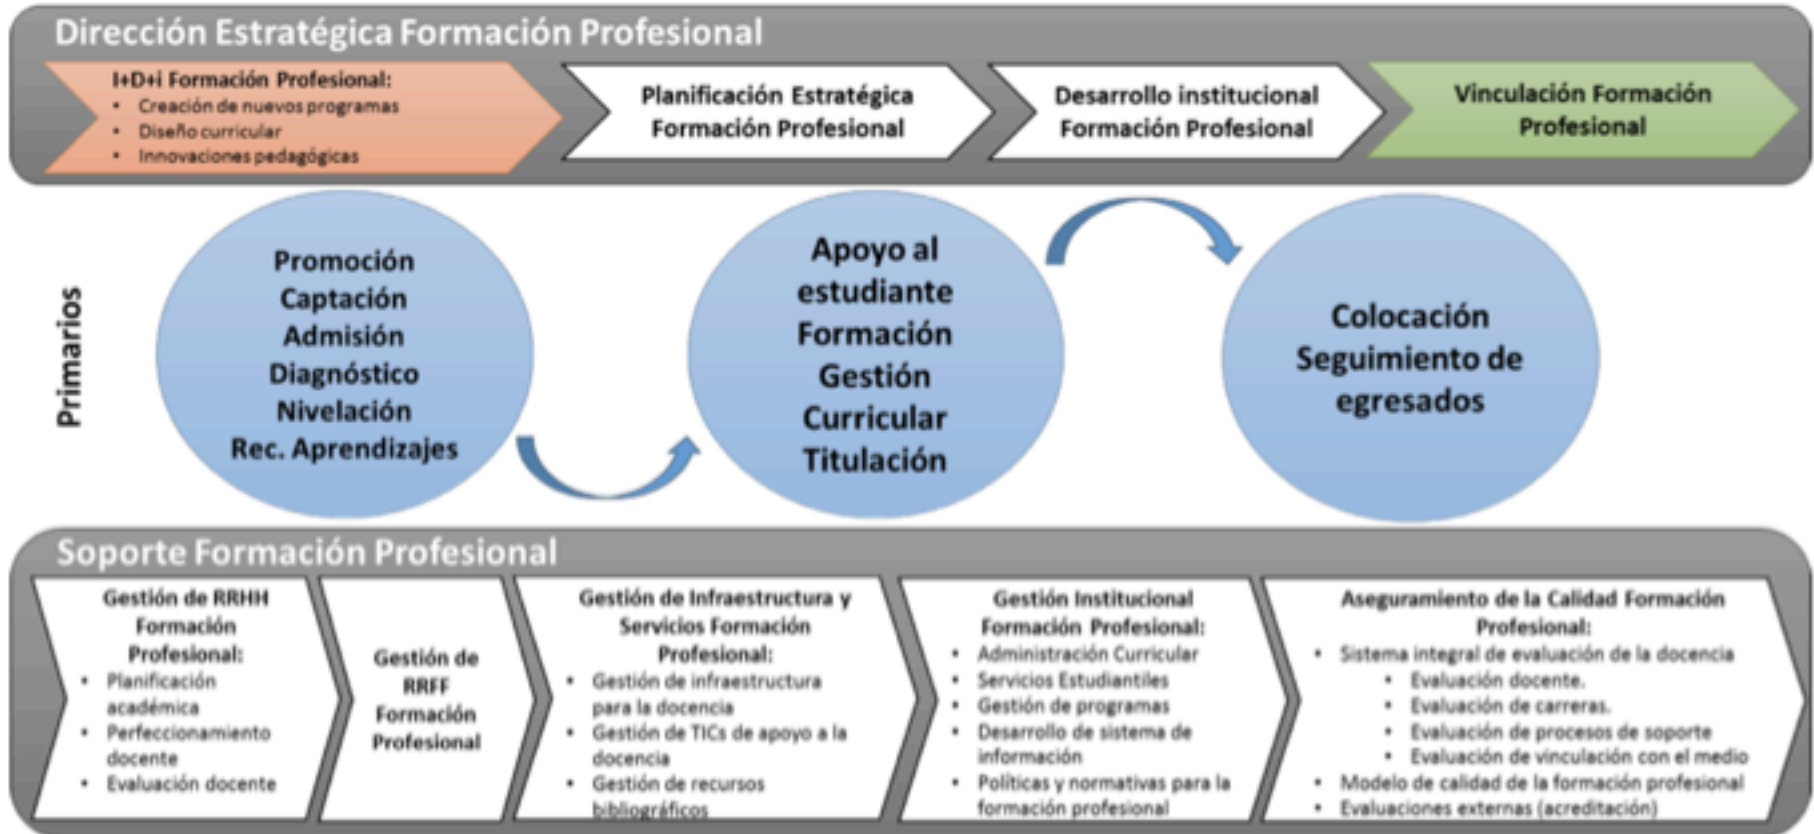 Dirección Estratégica Formación Profesional
I+D+i Formación Profesional:
• Creación de nuevos programas
• Diseño curricular
• Innovaciones pedagógicas
Planificación Estratégica
Formación Profesional
Desarrollo institucional
Formación Profesional
Vinculación Formación
Profesional
Primarios
Promoción
Captación
Admisión
Diagnóstico
Nivelación
Rec. Aprendizajes
Apoyo al
estudiante
Formación
Gestión
Curricular
Titulación
Colocación
Seguimiento de
egresados
Soporte Formación Profesional
Gestión de RRHH
Formación
Profesional:
• Planificación
académica
• Perfeccionamiento
docente
• Evaluación docente
Gestión de
RRFF
Formación
Profesional
Gestión de Infraestructura y
Servicios Formación
Profesional:
• Gestión de infraestructura
para la docencia
• Gestión de TICs de apoyo a la
docencia
• Gestión de recursos
bibliográficos
Gestión Institucional
Formación Profesional:
• Administración Curricular
• Servicios Estudiantiles
• Gestión de programas
• Desarrollo de sistema de
información
• Políticas y normativas para la
formación profesional
Aseguramiento de la Calidad Formación
Profesional:
• Sistema integral de evaluación de la docencia
• Evaluación docente.
• Evaluación de carreras.
• Evaluación de procesos de soporte
• Evaluación de vinculación con el medio
• Modelo de calidad de la formación profesional
• Evaluaciones externas (acreditación)